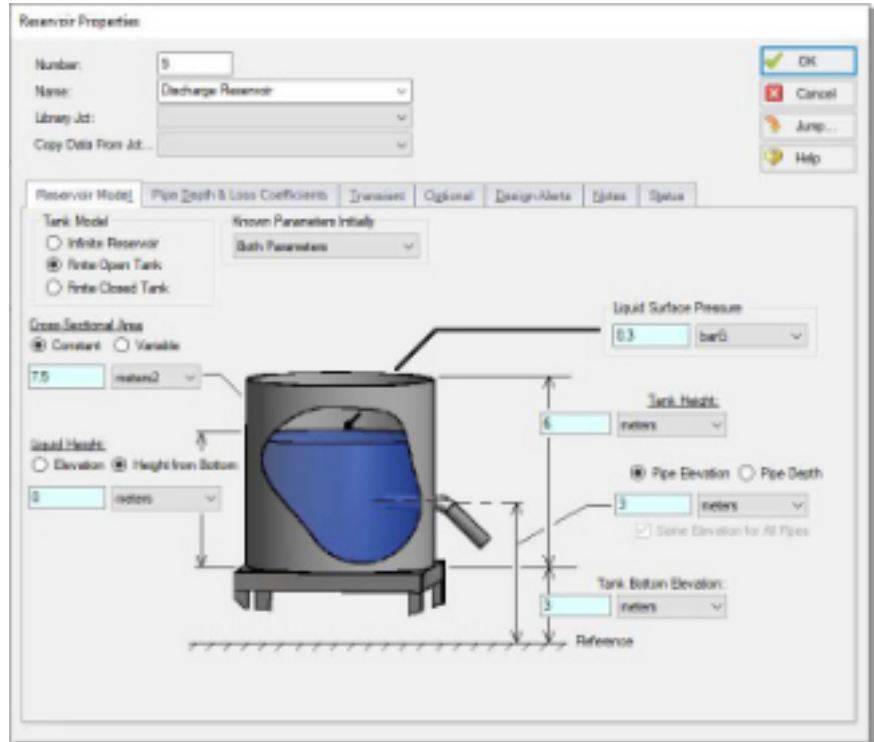 Reservoir Properties
Number: 9
Name: Discharge Reservoir
Library Jct:
Copy Data From Jct...
OK
Cancel
Jump...
Help
Reservoir Model Pipe Depth & Loss Coefficients Transient Optional Design Alerts Notes Status
Tank Model
Infinite Reservoir
Finite Open Tank
Finite Closed Tank
Known Parameters Initially
Both Parameters
Liquid Surface Pressure
0.3 barG
Cross-Sectional Area
Constant Variable
7.5 meters2
Tank Height:
6 meters
Liquid Height:
Elevation Height from Bottom
meters
Pipe Elevation Pipe Depth
3 meters
Same Elevation for All Pipes
Tank Bottom Elevation:
3 meters
Reference